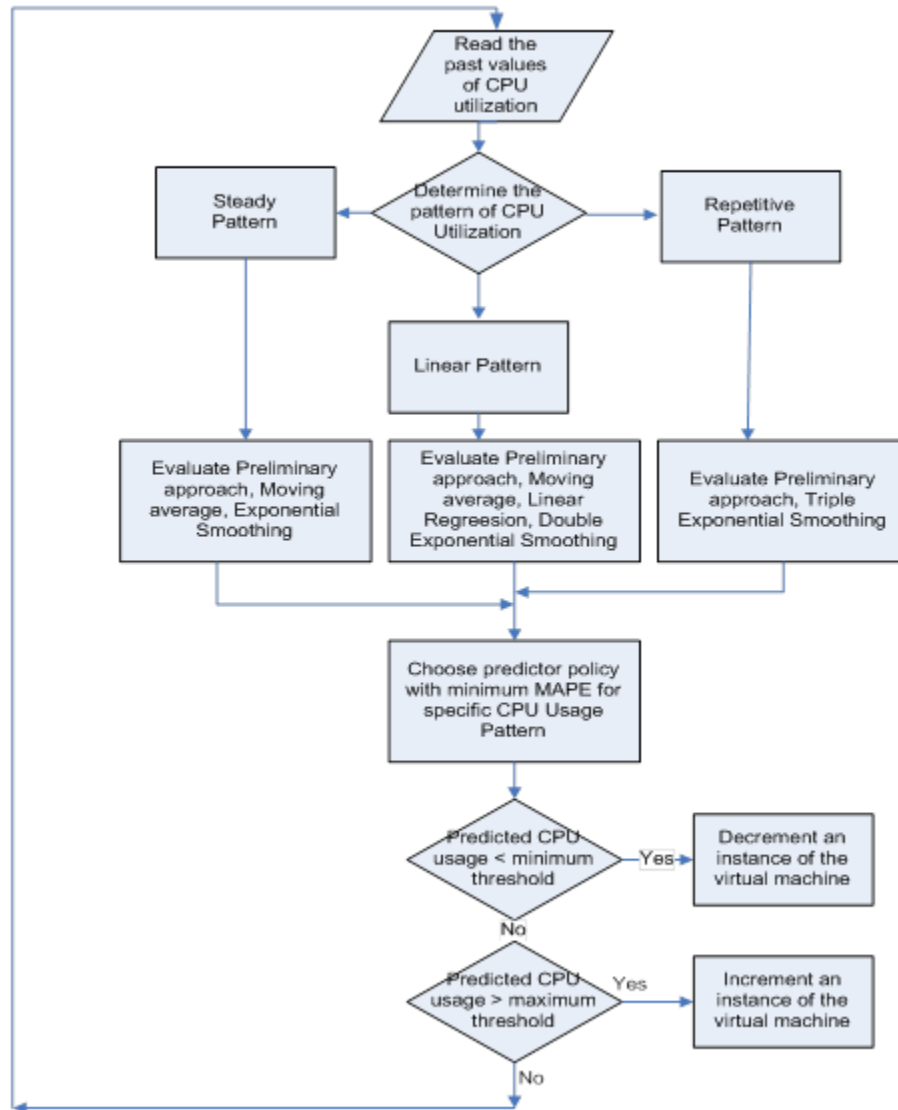 Read the
past values
of CPU
utilization
Determine the
pattern of CPU
Utilization
Steady
Pattern
Repetitive
Pattern
Linear Pattern
Evaluate Preliminary
approach, Moving
average, Exponential
Smoothing
Evaluate Preliminary
approach, Moving
average, Linear
Regreesion, Double
Exponential Smoothing
Evaluate Preliminary
approach, Triple
Exponential Smoothing
Choose predictor policy
with minimum MAPE for
specific CPU Usage
Pattern
Predicted CPU
usage < minimum
threshold
Yes
Decrement an
instance of the
virtual machine
No
Predicted CPU
usage > maximum
threshold
Yes
Increment an
instance of the
virtual machine
No